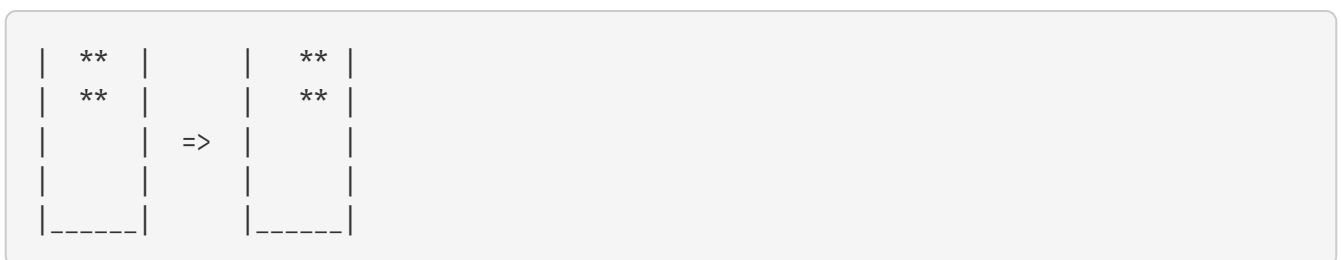 |  **  |      |   ** |
|  **  |      |   ** |
|      |  =>  |      |
|      |      |      |
|______|      |______|